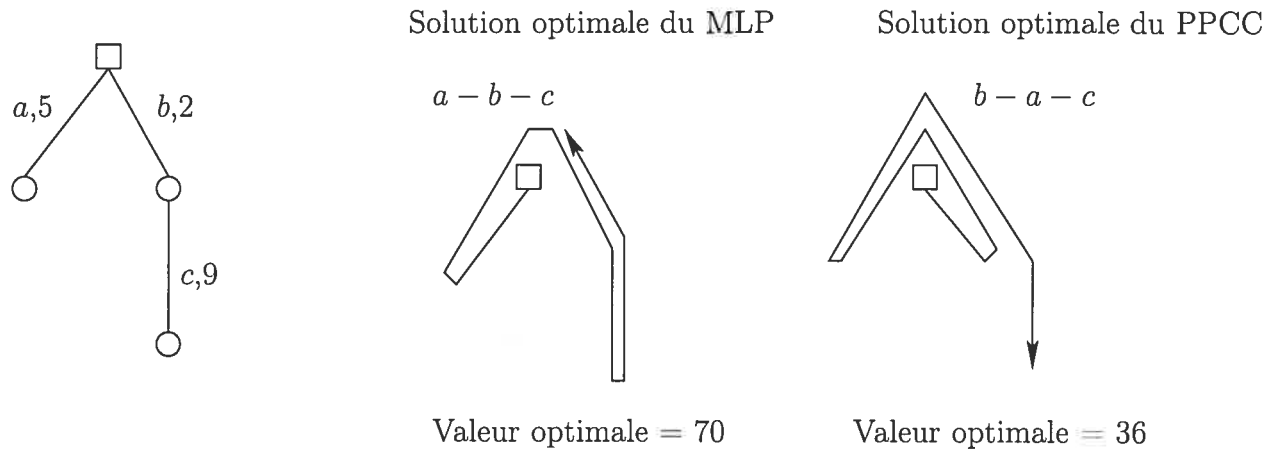 Solution optimale du MLP
Solution optimale du PPCC
a,5
b,2
c,9
a − b − c
b − a − c
Valeur optimale = 70
Valeur optimale = 36